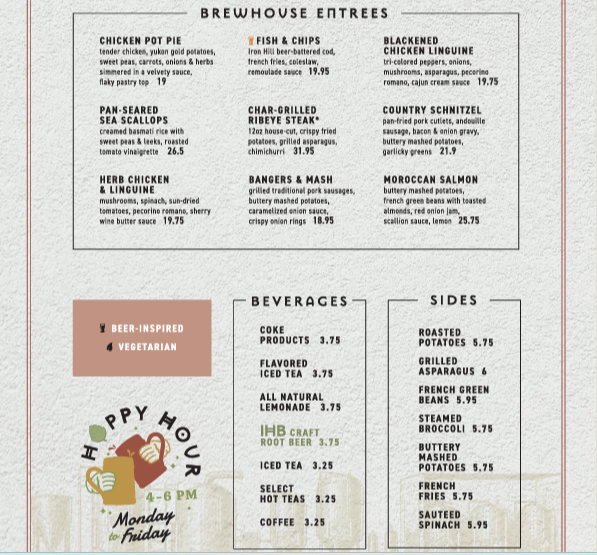 BREWHOUSE ENTREES
CHICKEN POT PIE
tender chicken, yukon gold potatoes,
sweet peas, carrots, onions & herbs
simmered in a velvety sauce,
flaky pastry top 19
FISH & CHIPS
Iron Hill beer-battered cod,
french fries, coleslaw,
remoulade sauce 19.95
BLACKENED
CHICKEN LINGUINE
tri-colored peppers, onions,
mushrooms, asparagus, pecorino
romano, cajun cream sauce 19.75
PAN-SEARED
SEA SCALLOPS
creamed basmati rice with
sweet peas & leeks, roasted
tomato vinaigrette 26.5
CHAR-GRILLED
RIBEYE STEAK*
12oz house-cut, crispy fried
potatoes, grilled asparagus,
chimichurri 31.95
COUNTRY SCHNITZEL
pan-fried pork cutlets, andouille
sausage, bacon & onion gravy,
buttery mashed potatoes,
garlicky greens 21.9
HERB CHICKEN
& LINGUINE
mushrooms, spinach, sun-dried
tomatoes, pecorino romano, sherry
wine butter sauce 19.75
BANGERS & MASH
grilled traditional pork sausages,
buttery mashed potatoes,
caramelized onion sauce,
crispy onion rings 18.95
MOROCCAN SALMON
buttery mashed potatoes,
french green beans with toasted
almonds, red onion jam,
scallion sauce, lemon 25.75
BEER-INSPIRED
VEGETARIAN
HAPPY HOUR
4-6 PM
Monday
to Friday
BEVERAGES
COKE
PRODUCTS 3.75
FLAVORED
ICED TEA 3.75
ALL NATURAL
LEMONADE 3.75
IHB CRAFT
ROOT BEER 3.75
ICED TEA 3.25
SELECT
HOT TEAS 3.25
COFFEE 3.25
SIDES
ROASTED
POTATOES 5.75
GRILLED
ASPARAGUS 6
FRENCH GREEN
BEANS 5.95
STEAMED
BROCCOLI 5.75
BUTTERY
MASHED
POTATOES 5.75
FRENCH
FRIES 5.75
SAUTEED
SPINACH 5.95